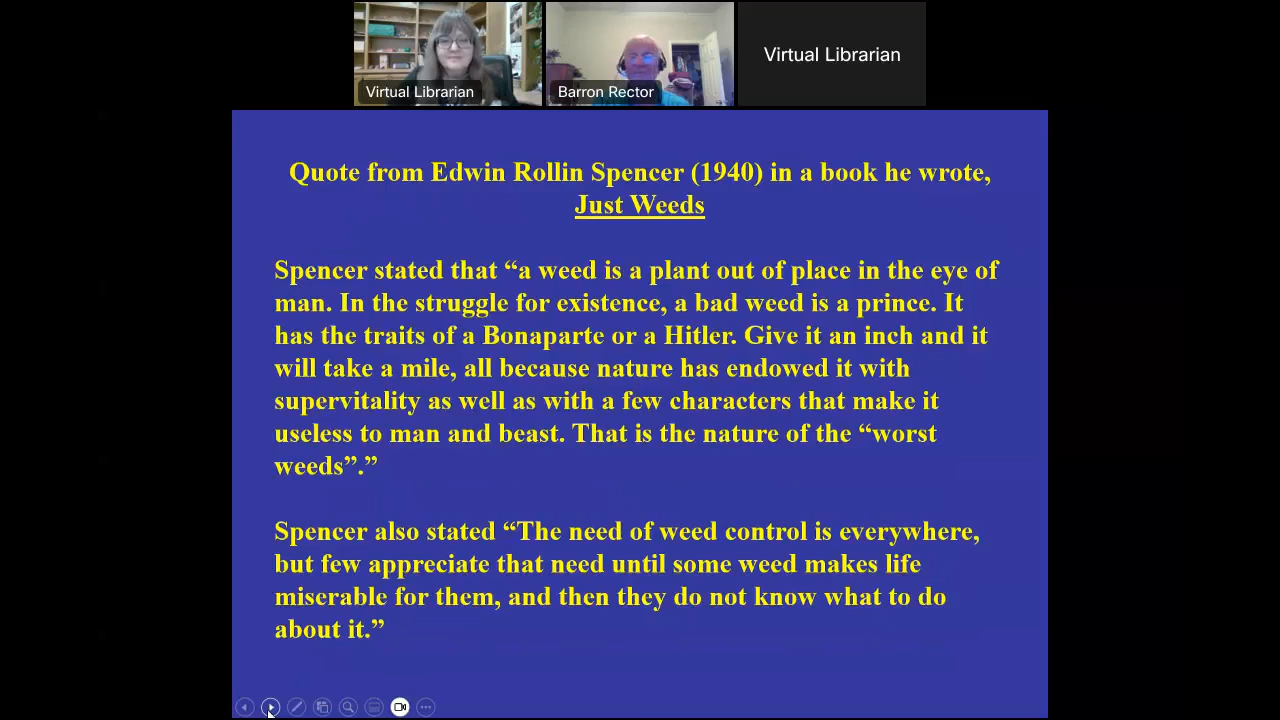 Virtual Librarian
Barron Rector
Virtual Librarian
Quote from Edwin Rollin Spencer (1940) in a book he wrote,
Just Weeds
Spencer stated that “a weed is a plant out of place in the eye of
man. In the struggle for existence, a bad weed is a prince. It
has the traits of a Bonaparte or a Hitler. Give it an inch and it
will take a mile, all because nature has endowed it with
supervitality as well as with a few characters that make it
useless to man and beast. That is the nature of the “worst
weeds”.”
Spencer also stated “The need of weed control is everywhere,
but few appreciate that need until some weed makes life
miserable for them, and then they do not know what to do
about it.”